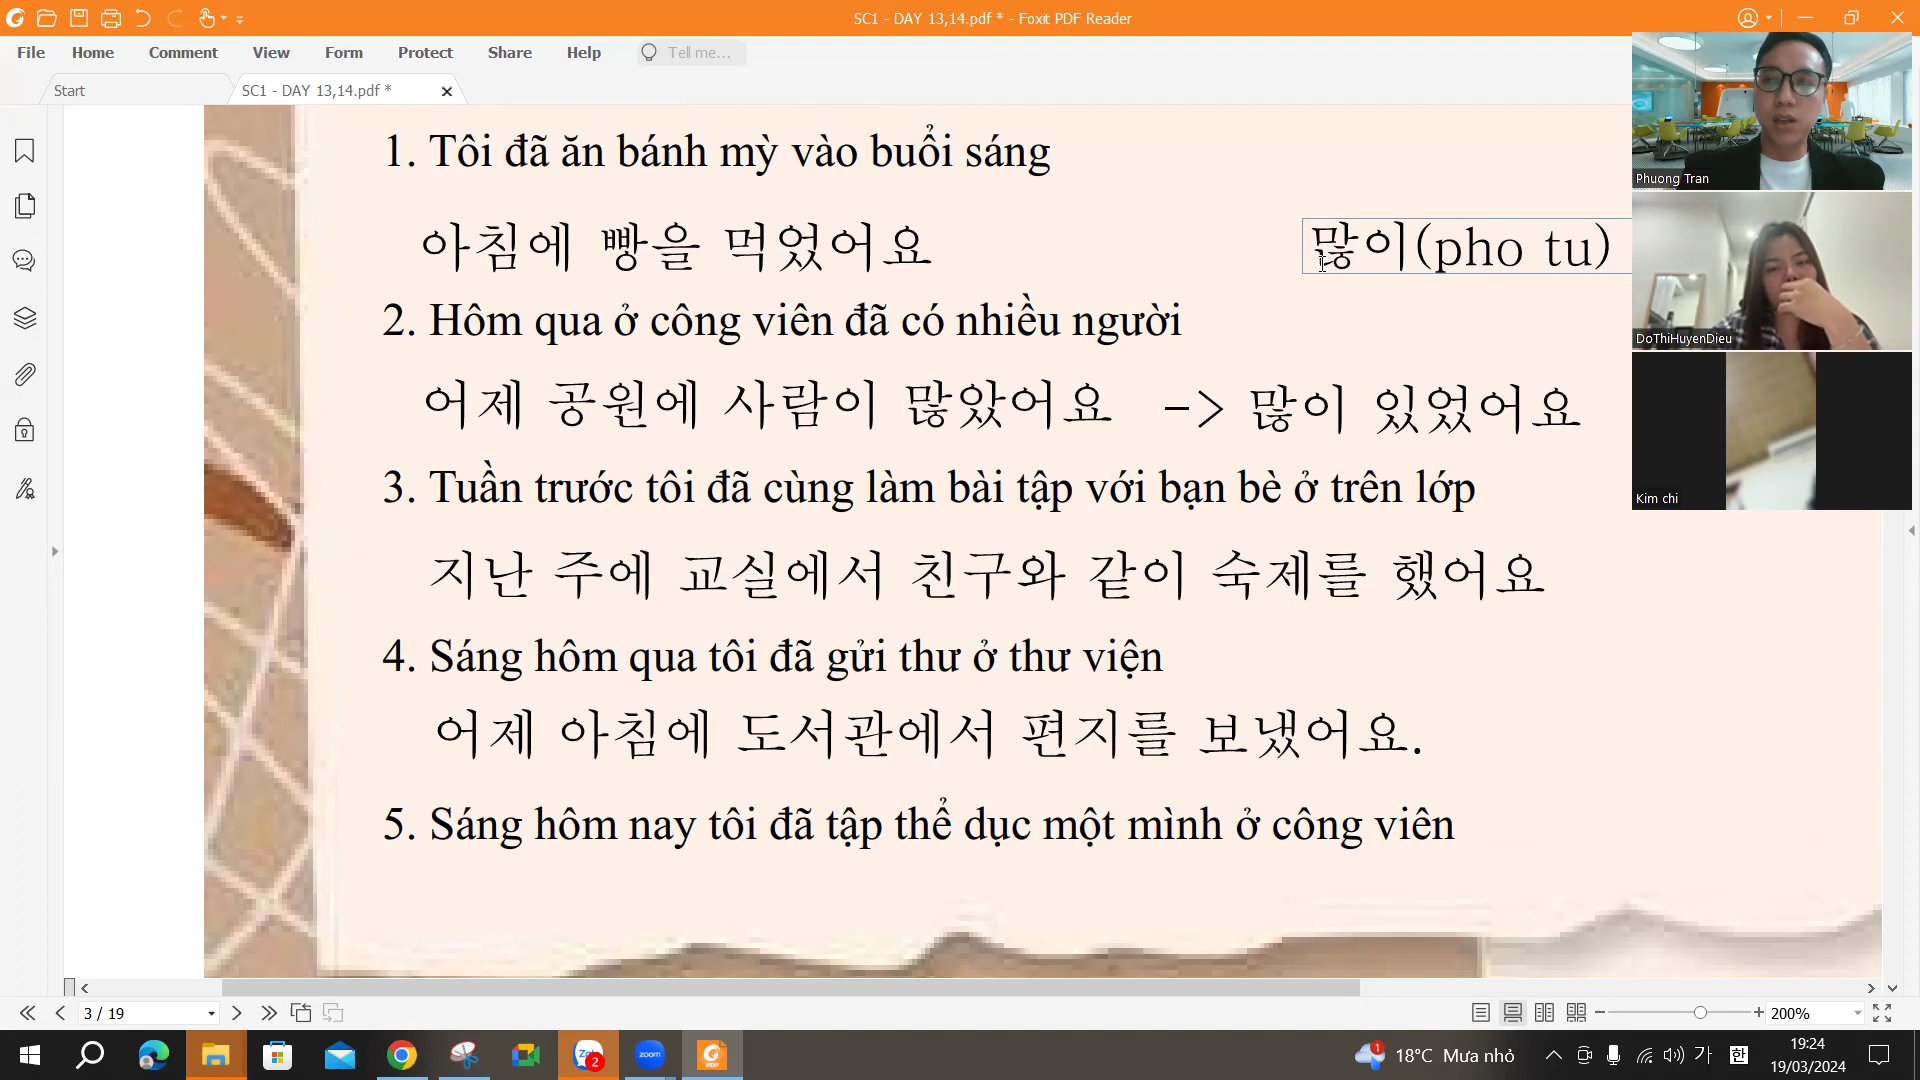 SC1 - DAY 13,14.pdf * - Foxit PDF Reader
File Home Comment View Form Protect Share Help Tell me...
Start SC1 - DAY 13,14.pdf *
1. Tôi đã ăn bánh mỳ vào buổi sáng
아침에 빵을 먹었어요 많이(pho tu)
2. Hôm qua ở công viên đã có nhiều người
어제 공원에 사람이 많았어요 -> 많이 있었어요
3. Tuần trước tôi đã cùng làm bài tập với bạn bè ở trên lớp
지난 주에 교실에서 친구와 같이 숙제를 했어요
4. Sáng hôm qua tôi đã gửi thư ở thư viện
어제 아침에 도서관에서 편지를 보냈어요.
5. Sáng hôm nay tôi đã tập thể dục một mình ở công viên
Phuong Tran
DoThiHuyenDieu
Kim chi
3 / 19 200%
Zalo 2 zoom PDF 1 18°C Mưa nhỏ 가 한 19:24
19/03/2024